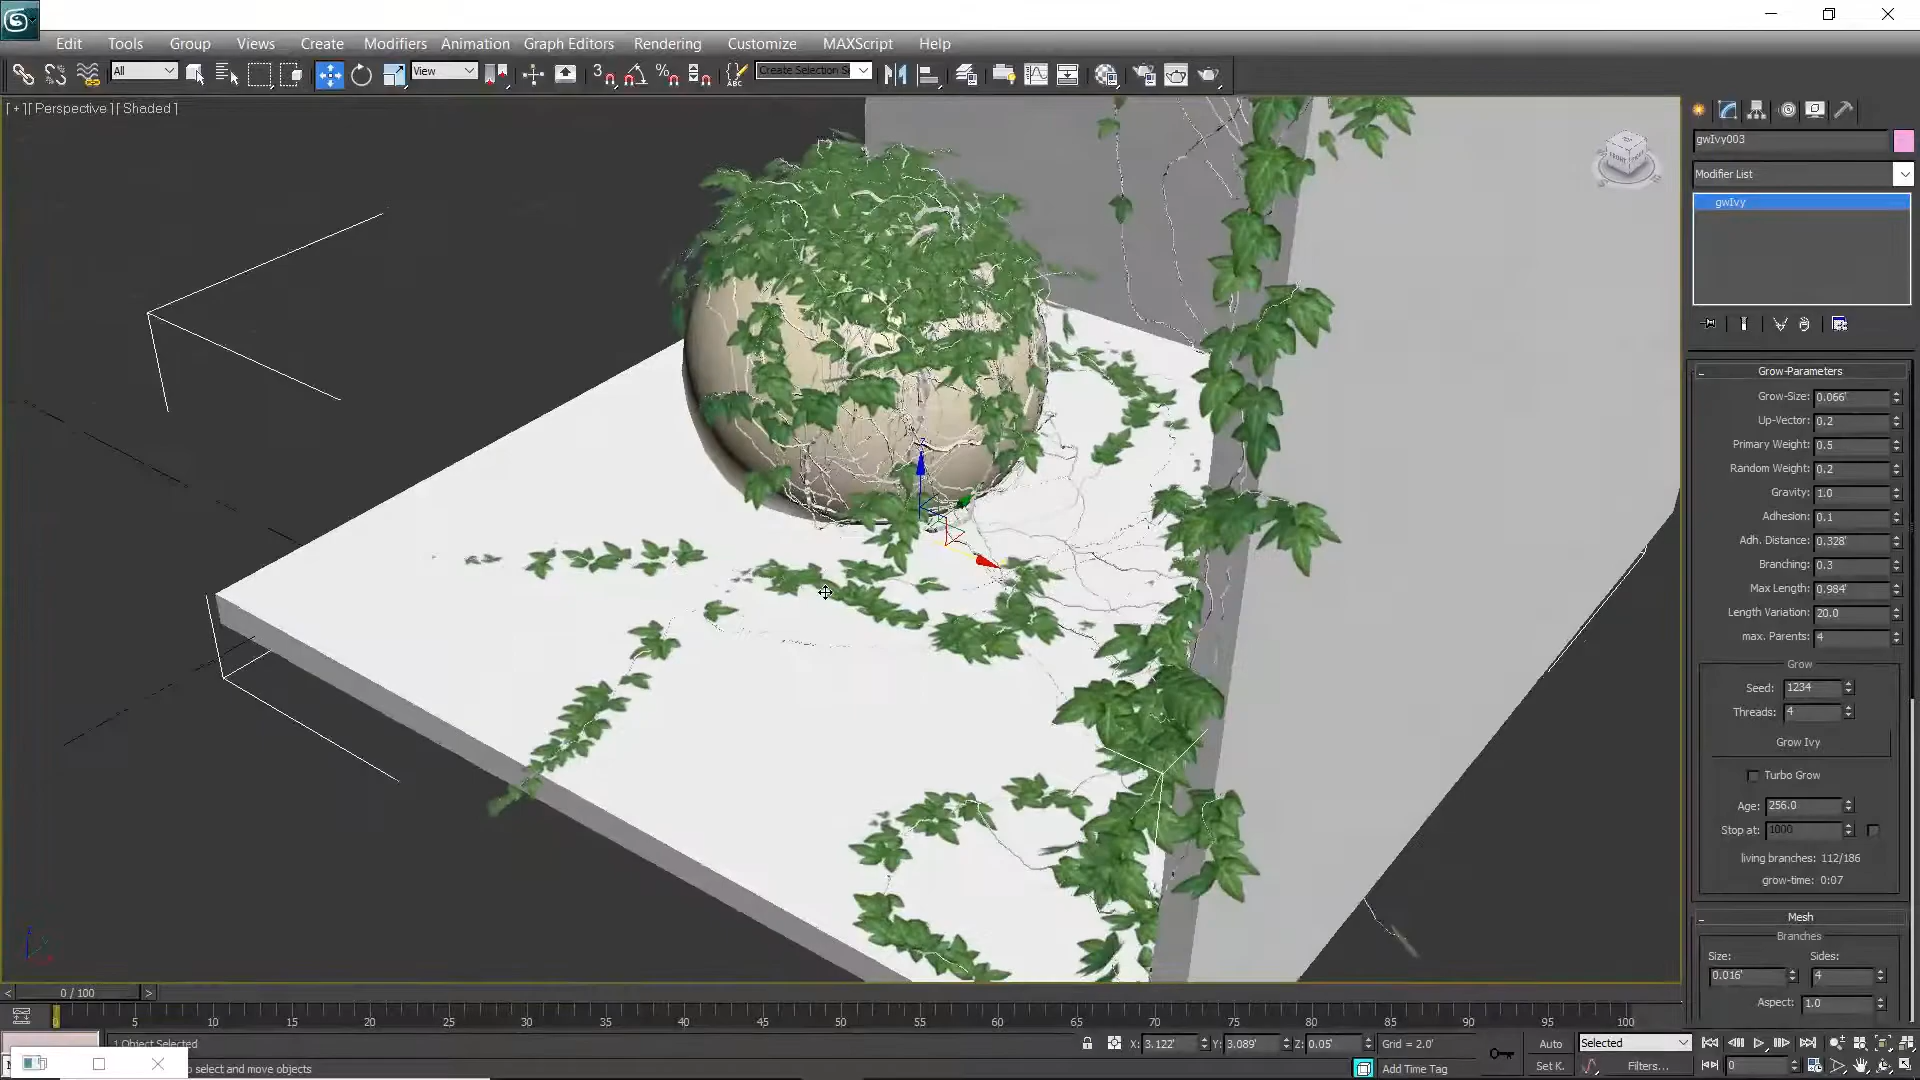 Edit Tools Group Views Create Modifiers Animation Graph Editors Rendering Customize MAXScript Help
All View 3 ABC Create Selection S
[ + ][ Perspective ][ Shaded ]
gwIvy003
Modifier List
gwIvy
Grow-Parameters
Grow-Size: 0.066'
Up-Vector: 0.2
Primary Weight: 0.5
Random Weight: 0.2
Gravity: 1.0
Adhesion: 0.1
Adh. Distance: 0.328'
Branching: 0.3
Max Length: 0.984'
Length Variation: 20.0
max. Parents: 4
Grow
Seed: 1234
Threads: 4
Grow Ivy
Turbo Grow
Age: 256.0
Stop at: 1000
living branches: 112/186
grow-time: 0:07
Mesh
Branches
Size: Sides:
0.016' 4
Aspect: 1.0
< 0 / 100 >
5 10 15 20 25 30 35 40 45 50 55 60 65 70 75 80 85 90 95 100
1 Object Selected X: 3.122' Y: 3.089' Z: 0.05' Grid = 2.0' Auto Selected
to select and move objects Add Time Tag Set K. Filters... 0